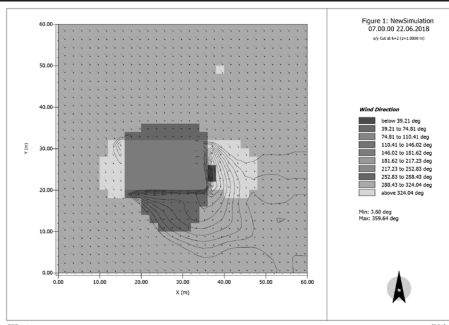 Figure 1: NewSimulation
07.00.00 22.06.2018
x/y Cut at k=2 (z=1.0000 m)
60.00
50.00
40.00
30.00
20.00
10.00
0.00
Y (m)
0.00
10.00
20.00
30.00
40.00
50.00
60.00
X (m)
Wind Direction
below 39.21 deg
39.21 to 74.81 deg
74.81 to 110.41 deg
110.41 to 146.02 deg
146.02 to 181.62 deg
181.62 to 217.23 deg
217.23 to 252.83 deg
252.83 to 288.43 deg
288.43 to 324.04 deg
above 324.04 deg
Min: 3.60 deg
Max: 359.64 deg